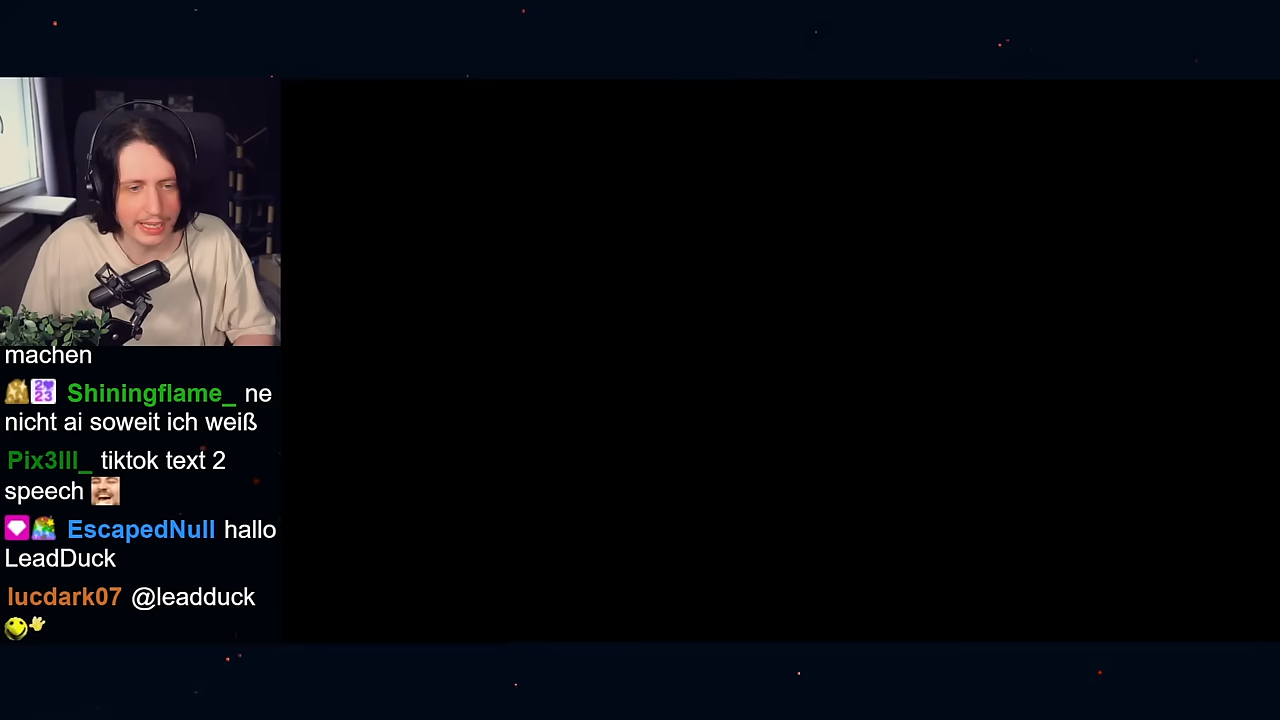 machen
Shiningflame_ ne
nicht ai soweit ich weiß
Pix3lll_ tiktok text 2
speech
EscapedNull hallo
LeadDuck
lucdark07 @leadduck